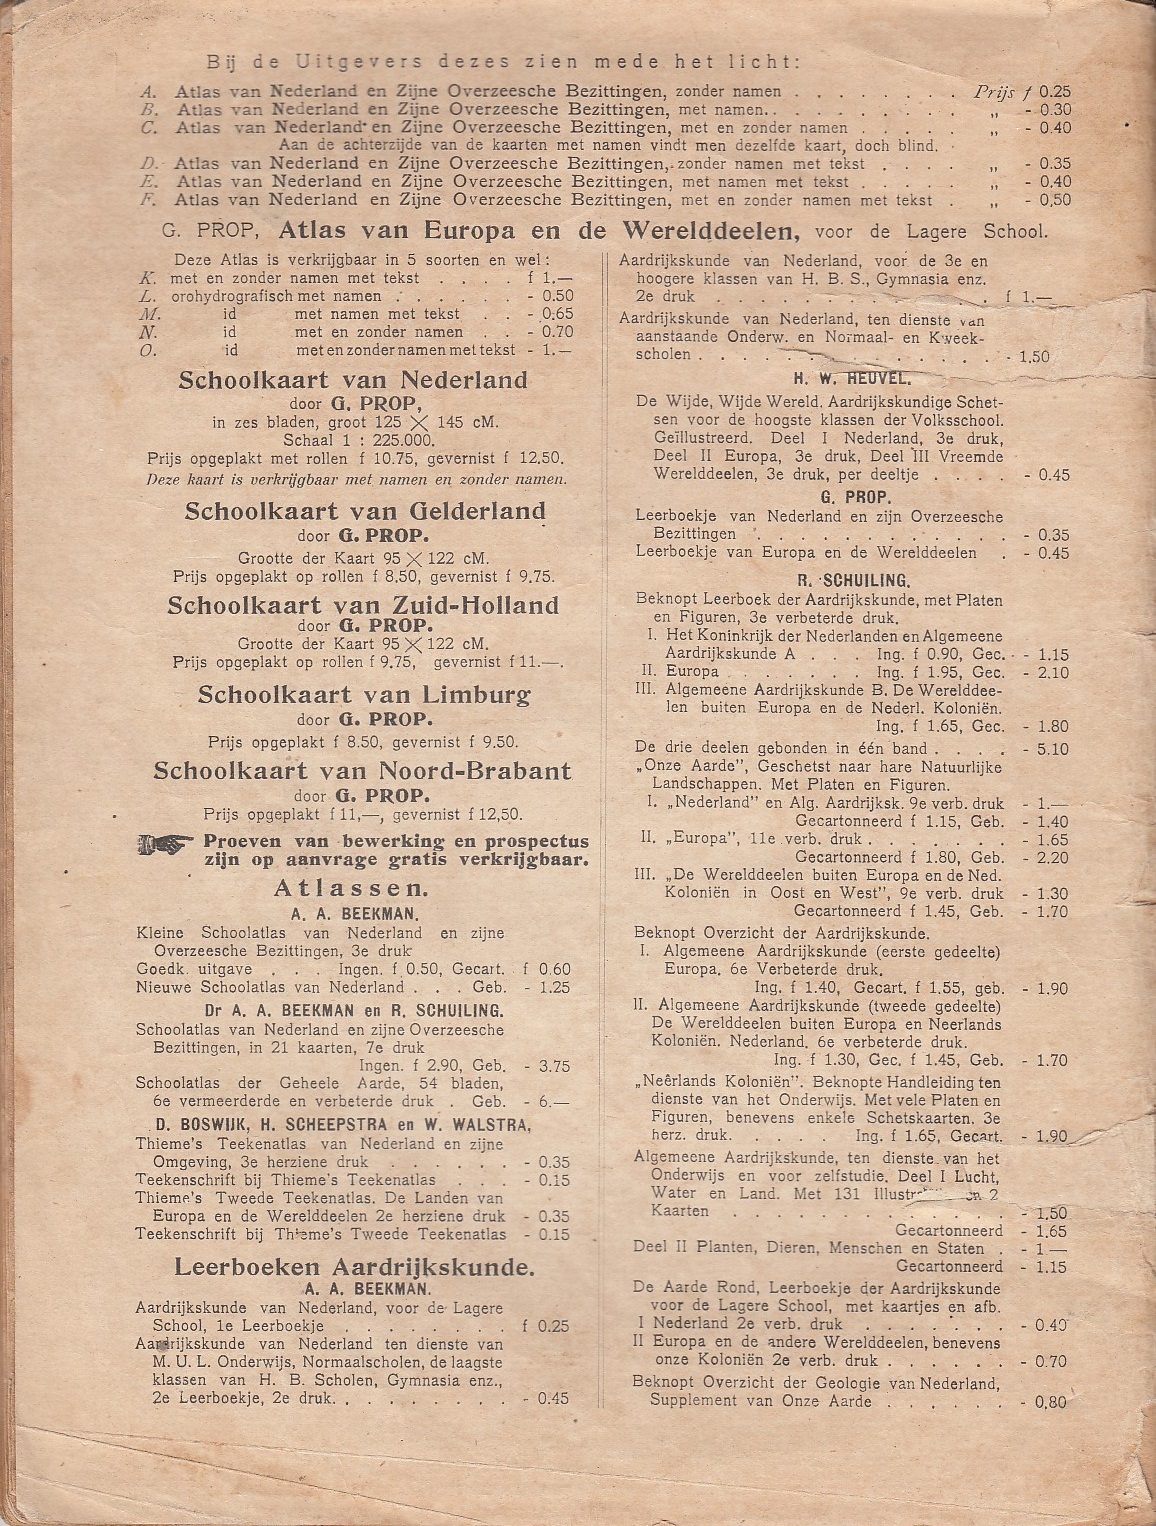 Bij de Uitgevers dezes zien mede het licht:
A. Atlas van Nederland en Zijne Overzeesche Bezittingen, zonder namen . . . . . . . . Prijs f 0.25
B. Atlas van Nederland en Zijne Overzeesche Bezittingen, met namen. . . . . . . . . . „ - 0.30
C. Atlas van Nederland en Zijne Overzeesche Bezittingen, met en zonder namen . . . . . „ - 0.40
Aan de achterzijde van de kaarten met namen vindt men dezelfde kaart, doch blind.
D. Atlas van Nederland en Zijne Overzeesche Bezittingen, zonder namen met tekst . . . . „ - 0.35
E. Atlas van Nederland en Zijne Overzeesche Bezittingen, met namen met tekst . . . . . „ - 0.40
F. Atlas van Nederland en Zijne Overzeesche Bezittingen, met en zonder namen met tekst . „ - 0,50
G. PROP, Atlas van Europa en de Werelddeelen, voor de Lagere School.
Deze Atlas is verkrijgbaar in 5 soorten en wel:
K. met en zonder namen met tekst . . . . f 1.—
L. orohydrografisch met namen . . . . . . - 0.50
M. id met namen met tekst . . - 0.65
N. id met en zonder namen . . - 0.70
O. id met en zonder namen met tekst - 1.—
Schoolkaart van Nederland
door G. PROP,
in zes bladen, groot 125 × 145 cM.
Schaal 1 : 225.000.
Prijs opgeplakt met rollen f 10.75, gevernist f 12.50.
Deze kaart is verkrijgbaar met namen en zonder namen.
Schoolkaart van Gelderland
door G. PROP.
Grootte der Kaart 95 × 122 cM.
Prijs opgeplakt op rollen f 8.50, gevernist f 9.75.
Schoolkaart van Zuid-Holland
door G. PROP.
Grootte der Kaart 95 × 122 cM.
Prijs opgeplakt op rollen f 9.75, gevernist f 11.—.
Schoolkaart van Limburg
door G. PROP.
Prijs opgeplakt f 8.50, gevernist f 9.50.
Schoolkaart van Noord-Brabant
door G. PROP.
Prijs opgeplakt f 11,—, gevernist f 12,50.
Proeven van bewerking en prospectus
zijn op aanvrage gratis verkrijgbaar.
Atlassen.
A. A. BEEKMAN.
Kleine Schoolatlas van Nederland en zijne
Overzeesche Bezittingen, 3e druk
Goedk. uitgave . . . Ingen. f 0.50, Gecart. f 0.60
Nieuwe Schoolatlas van Nederland . . . Geb. - 1.25
Dr A. A. BEEKMAN en R. SCHUILING.
Schoolatlas van Nederland en zijne Overzeesche
Bezittingen, in 21 kaarten, 7e druk
Ingen. f 2.90, Geb. - 3.75
Schoolatlas der Geheele Aarde, 54 bladen,
6e vermeerderde en verbeterde druk . Geb. - 6.—
D. BOSWIJK, H. SCHEEPSTRA en W. WALSTRA,
Thieme's Teekenatlas van Nederland en zijne
Omgeving, 3e herziene druk . . . . . . - 0.35
Teekenschrift bij Thieme's Teekenatlas . . . - 0.15
Thieme's Tweede Teekenatlas. De Landen van
Europa en de Werelddeelen 2e herziene druk - 0.35
Teekenschrift bij Thieme's Tweede Teekenatlas - 0.15
Leerboeken Aardrijkskunde.
A. A. BEEKMAN.
Aardrijkskunde van Nederland, voor de Lagere
School, 1e Leerboekje . . . . . . . . f 0.25
Aardrijkskunde van Nederland ten dienste van
M. U. L. Onderwijs, Normaalscholen, de laagste
klassen van H. B. Scholen, Gymnasia enz.,
2e Leerboekje, 2e druk. . . . . . . . . - 0.45
Aardrijkskunde van Nederland, voor de 3e en
hoogere klassen van H. B. S., Gymnasia enz.
2e druk . . . . . . . . . . . . . f 1.—
Aardrijkskunde van Nederland, ten dienste van
aanstaande Onderw. en Normaal- en Kweek-
scholen . . . . . . . . . . . . . - 1,50
H. W. HEUVEL.
De Wijde, Wijde Wereld. Aardrijkskundige Schet-
sen voor de hoogste klassen der Volksschool.
Geïllustreerd. Deel I Nederland, 3e druk,
Deel II Europa, 3e druk, Deel III Vreemde
Werelddeelen, 3e druk, per deeltje . . . . - 0.45
G. PROP.
Leerboekje van Nederland en zijn Overzeesche
Bezittingen . . . . . . . . . . . . - 0.35
Leerboekje van Europa en de Werelddeelen . - 0.45
R. SCHUILING.
Beknopt Leerboek der Aardrijkskunde, met Platen
en Figuren, 3e verbeterde druk.
I. Het Koninkrijk der Nederlanden en Algemeene
Aardrijkskunde A . . . Ing. f 0.90, Gec. - 1.15
II. Europa . . . . . . . Ing. f 1.95, Gec. - 2.10
III. Algemeene Aardrijkskunde B. De Werelddee-
len buiten Europa en de Nederl. Koloniën.
Ing. f 1.65, Gec. - 1.80
De drie deelen gebonden in één band . . . . - 5.10
„Onze Aarde", Geschetst naar hare Natuurlijke
Landschappen. Met Platen en Figuren.
I. „Nederland" en Alg. Aardrijksk. 9e verb. druk - 1.—
Gecartonneerd f 1.15, Geb. - 1.40
II. „Europa", 11e verb. druk . . . . . . . - 1.65
Gecartonneerd f 1.80, Geb. - 2.20
III. „De Werelddeelen buiten Europa en de Ned.
Koloniën in Oost en West", 9e verb. druk - 1.30
Gecartonneerd f 1.45, Geb. - 1.70
Beknopt Overzicht der Aardrijkskunde.
I. Algemeene Aardrijkskunde (eerste gedeelte)
Europa. 6e Verbeterde druk.
Ing. f 1.40, Gecart. f 1.55, geb. - 1.90
II. Algemeene Aardrijkskunde (tweede gedeelte)
De Werelddeelen buiten Europa en Neerlands
Koloniën. Nederland. 6e verbeterde druk.
Ing. f 1.30, Gec. f 1.45, Geb. - 1.70
„Neêrlands Koloniën". Beknopte Handleiding ten
dienste van het Onderwijs. Met vele Platen en
Figuren, benevens enkele Schetskaarten. 3e
herz. druk. . . . . Ing. f 1.65, Gecart. - 1.90
Algemeene Aardrijkskunde, ten dienste van het
Onderwijs en voor zelfstudie. Deel I Lucht,
Water en Land. Met 131 en 2
Kaarten . . . . . . . . . . . . . - 1.50
Gecartonneerd - 1.65
Deel II Planten, Dieren, Menschen en Staten . - 1 —
Gecartonneerd - 1.15
De Aarde Rond, Leerboekje der Aardrijkskunde
voor de Lagere School, met kaartjes en afb.
I Nederland 2e verb. druk . . . . . . . - 0.40
II Europa en de andere Werelddeelen, benevens
onze Koloniën 2e verb. druk . . . . . . - 0.70
Beknopt Overzicht der Geologie van Nederland,
Supplement van Onze Aarde . . . . . . - 0,80